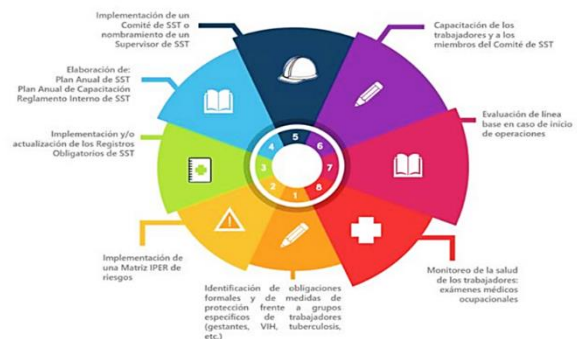 Implementación de un
Comité de SST o
nombramiento de un
Supervisor de SST
Capacitación de los
trabajadores y a los
miembros del Comité de SST
Elaboración de:
Plan Anual de SST
Plan Anual de Capacitación
Reglamento Interno de SST
Evaluación de línea
base en caso de inicio
de operaciones
Implementación y/o
actualización de los Registros
Obligatorios de SST
5
4
6
3
7
2
1
8
Implementación de
una Matriz IPER de
riesgos
Identificación de obligaciones
formales y de medidas de
protección frente a grupos
específicos de trabajadores
(gestantes, VIH, tuberculosis,
etc.)
Monitoreo de la salud
de los trabajadores:
exámenes médicos
ocupacionales